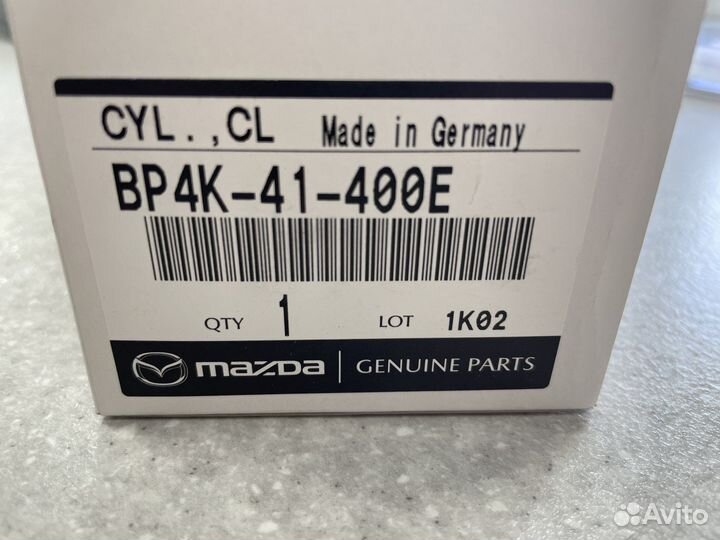 CYL.,CL Made in Germany
BP4K-41-400E
QTY 1 LOT 1K02
mazda GENUINE PARTS
Avito